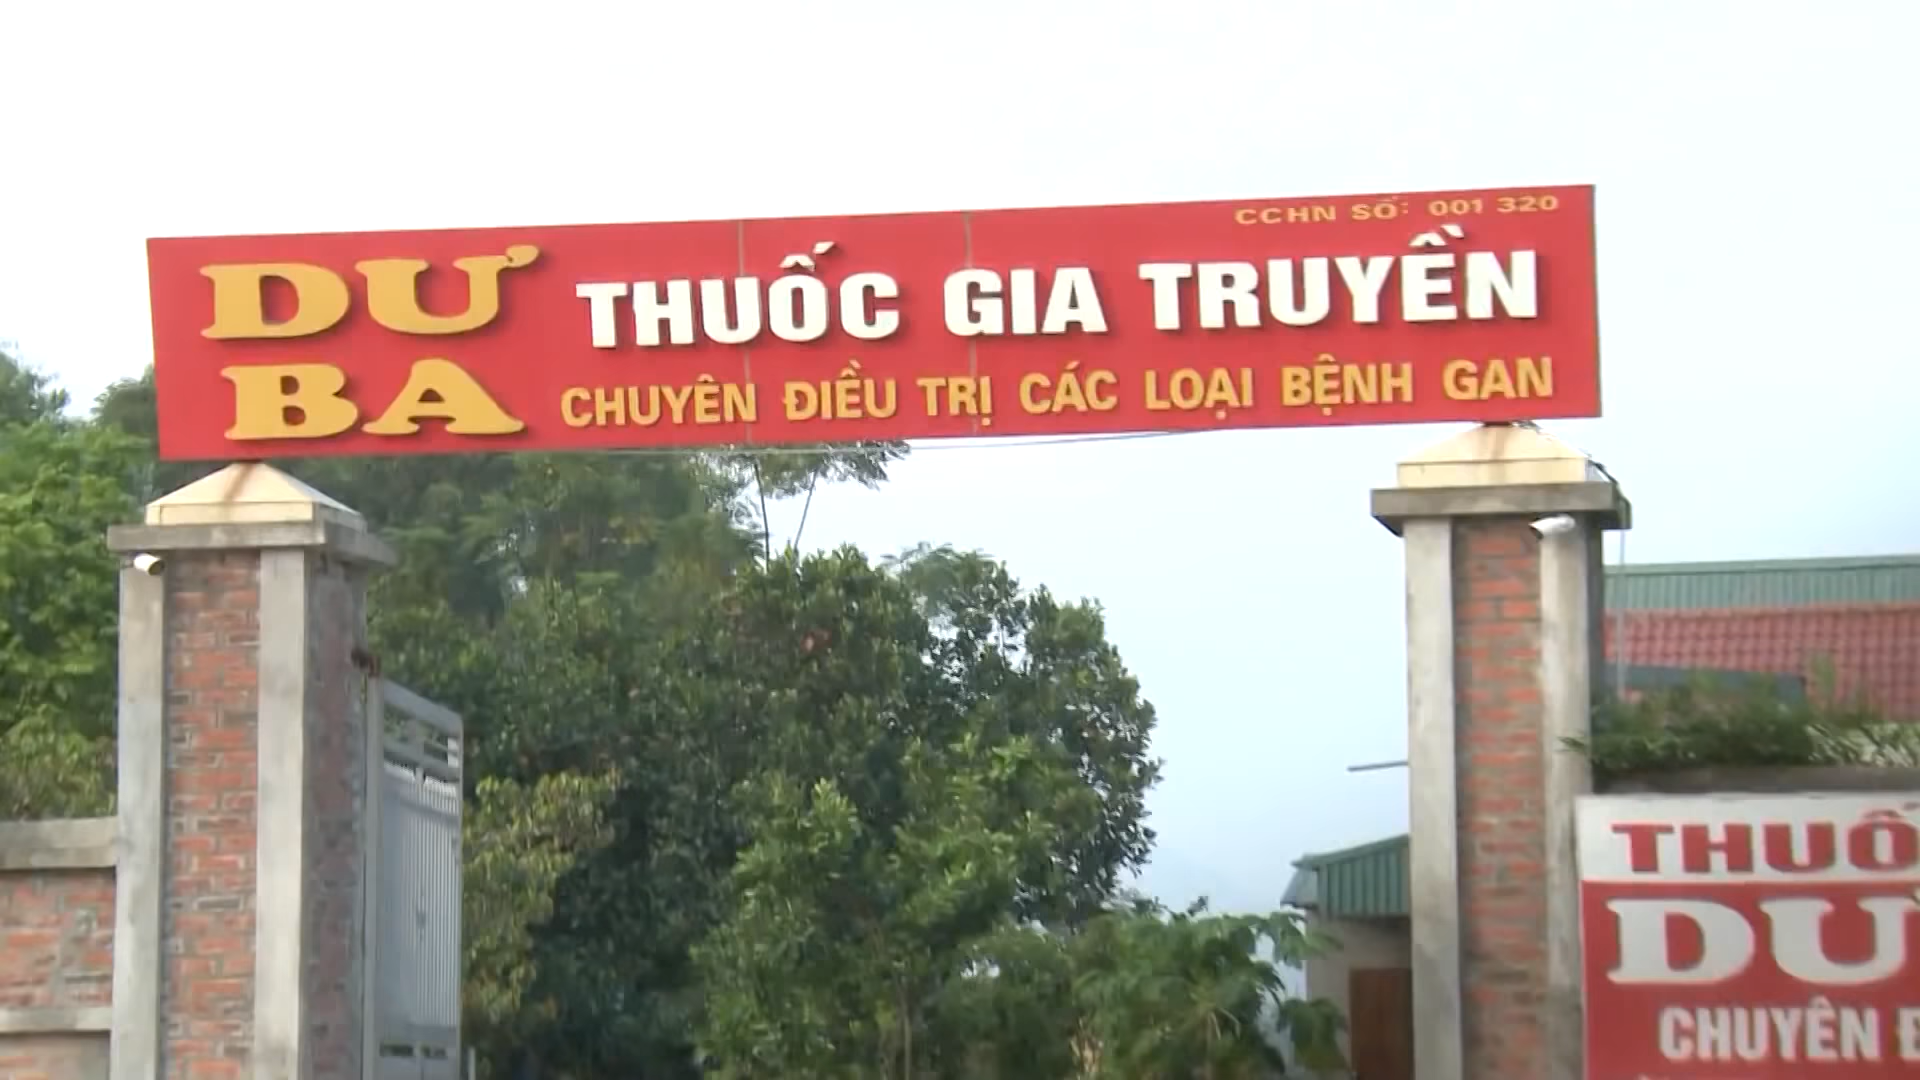 CCHN SỐ: 001 320
DƯ BA
THUỐC GIA TRUYỀN
CHUYÊN ĐIỀU TRỊ CÁC LOẠI BỆNH GAN
THUỐ
DƯ
CHUYÊN Đ